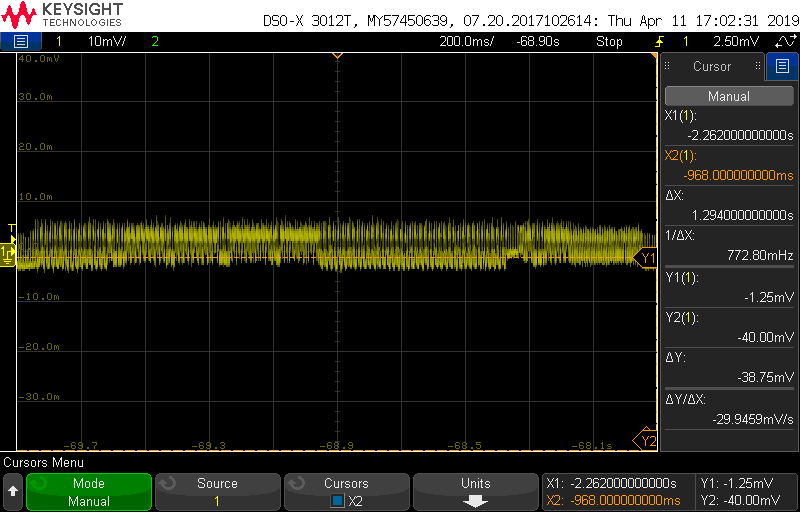 KEYSIGHT
TECHNOLOGIES
DSO-X 3012T, MY57450639, 07.20.2017102614: Thu Apr 11 17:02:31 2019
1 10mV/ 2 200.0ms/ -68.90s Stop 1 2.50mV
40.0mV
30.0m
20.0m
10.0m
-10.0m
-20.0m
-30.0m
-69.7 -69.3 -68.9 -68.5 -68.1s
T
1
Y1
Y2
Cursor
Manual
X1(1):
-2.262000000000s
X2(1):
-968.000000000ms
ΔX:
1.294000000000s
1/ΔX:
772.80mHz
Y1(1):
-1.25mV
Y2(1):
-40.00mV
ΔY:
-38.75mV
ΔY/ΔX:
-29.9459mV/s
Cursors Menu
Mode
Manual
Source
1
Cursors
X2
Units
X1: -2.262000000000s
X2: -968.000000000ms
Y1: -1.25mV
Y2: -40.00mV